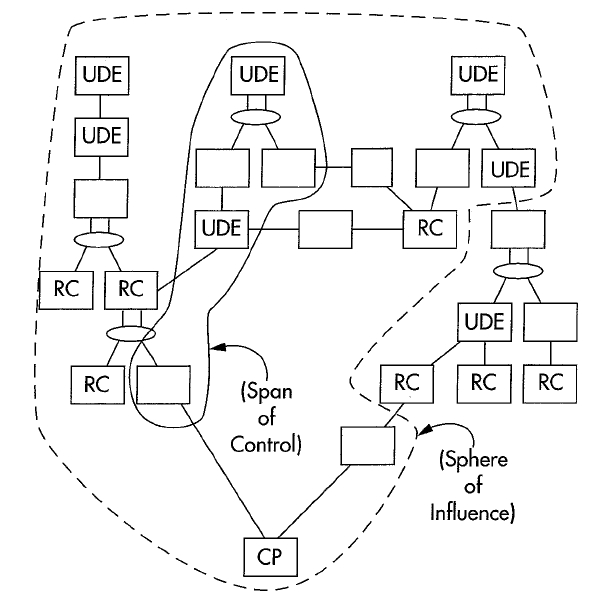 UDE
UDE
UDE
UDE
UDE
UDE
RC
RC
RC
UDE
RC
RC
RC
RC
(Span
of
Control)
(Sphere
of
Influence)
CP